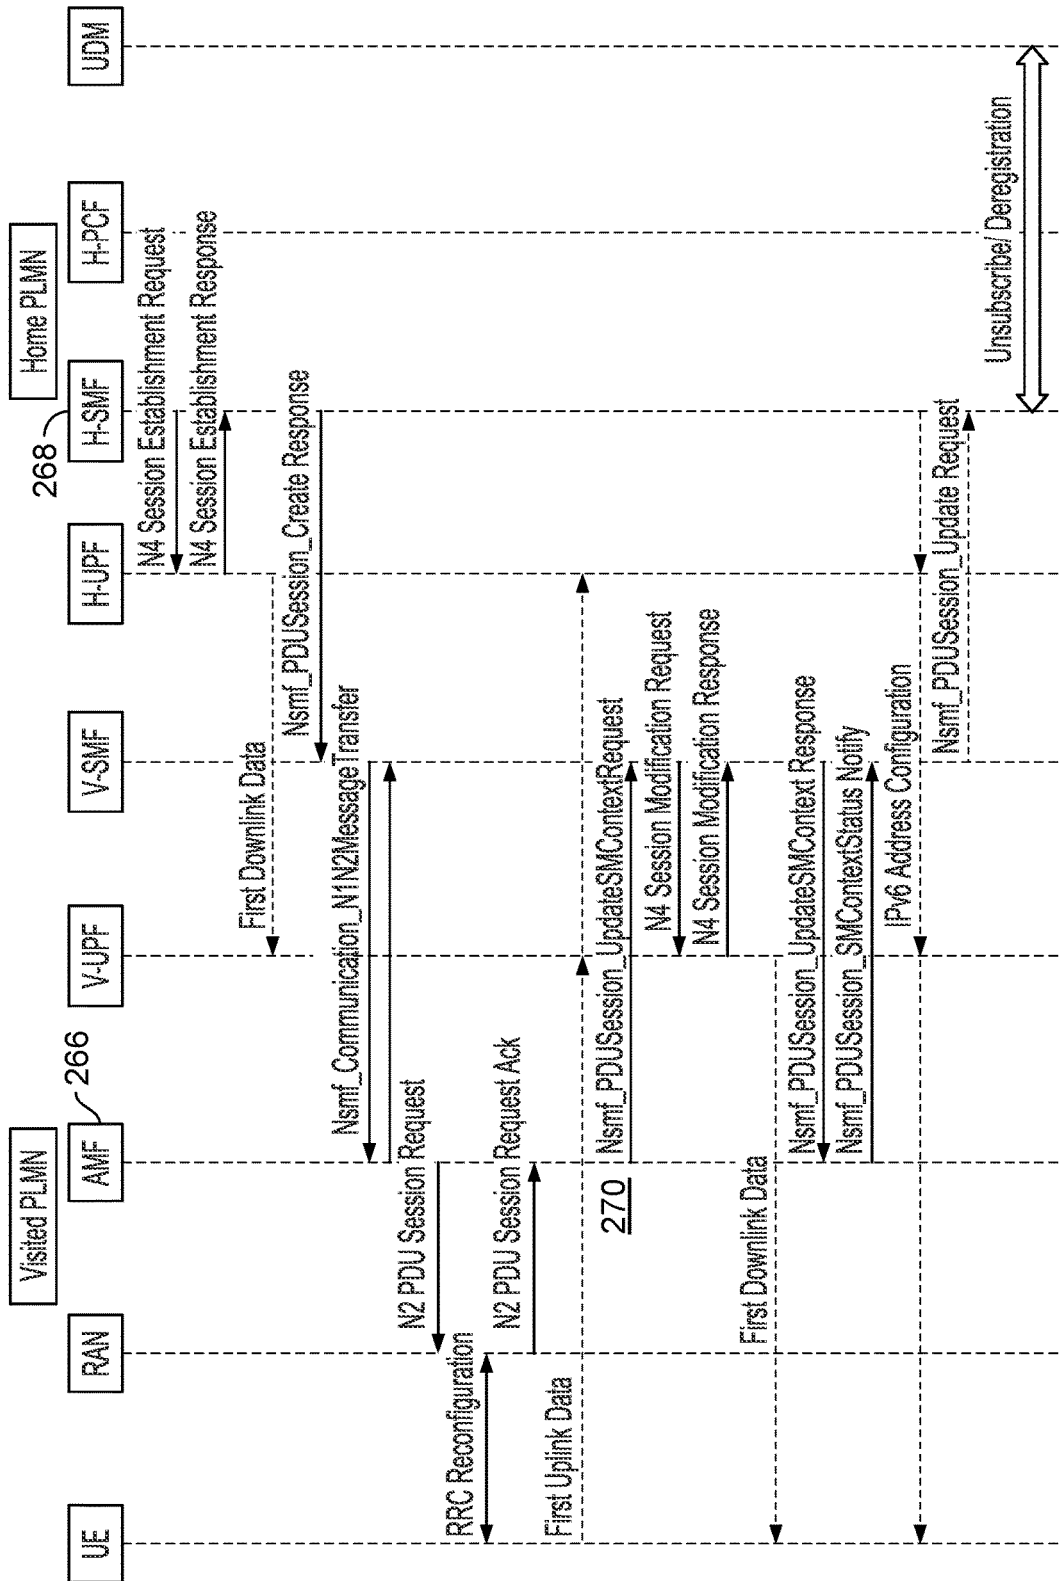 Visited PLMN
Home PLMN
266
268
UE
RAN
AMF
V-UPF
V-SMF
H-UPF
H-SMF
H-PCF
UDM
N4 Session Establishment Request
N4 Session Establishment Response
First Downlink Data
Nsmf_PDUSession_Create Response
Nsmf_Communication_N1N2MessageTransfer
N2 PDU Session Request
RRC Reconfiguration
N2 PDU Session Request Ack
First Uplink Data
270
Nsmf_PDUSession_UpdateSMContextRequest
N4 Session Modification Request
N4 Session Modification Response
First Downlink Data
Nsmf_PDUSession_UpdateSMContext Response
Nsmf_PDUSession_SMContextStatus Notify
IPv6 Address Configuration
Nsmf_PDUSession_Update Request
Unsubscribe/ Deregistration